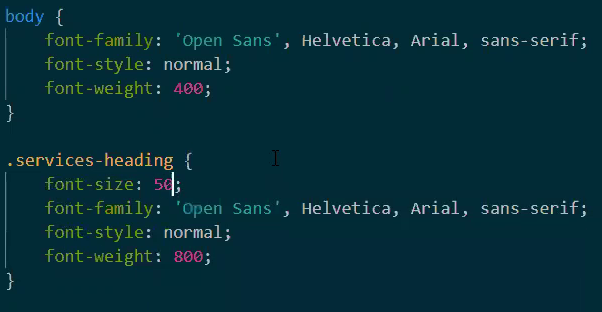 body {
    font-family: 'Open Sans', Helvetica, Arial, sans-serif;
    font-style: normal;
    font-weight: 400;
}

.services-heading {
    font-size: 50;
    font-family: 'Open Sans', Helvetica, Arial, sans-serif;
    font-style: normal;
    font-weight: 800;
}